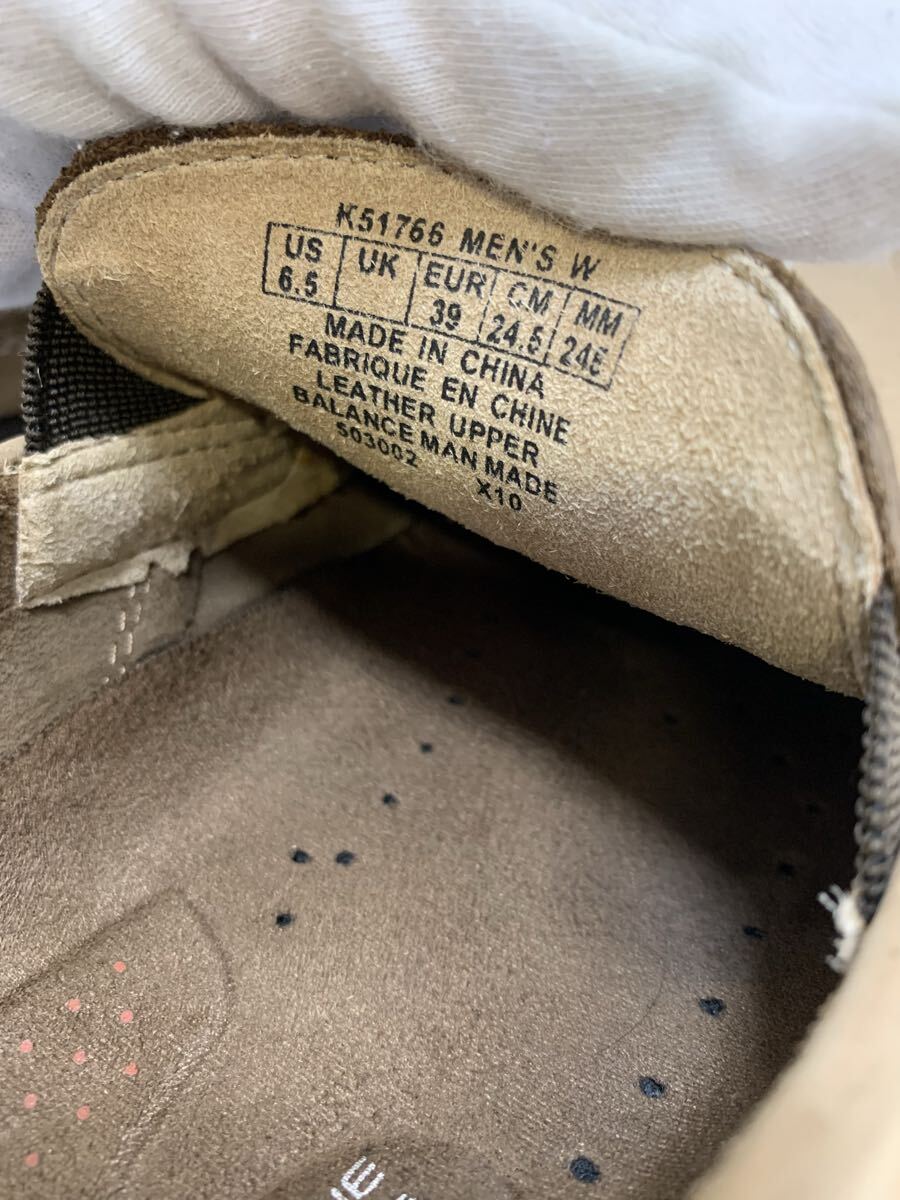 K51766 MEN'S W
US UK EUR CM MM
6.5 39 24.5 245
MADE IN CHINA
FABRIQUE EN CHINE
LEATHER UPPER
BALANCE MAN MADE
503002 X10